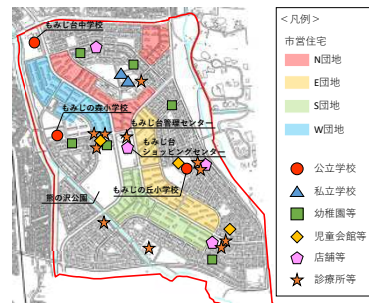 もみじ台中学校
もみじの森小学校
もみじ台管理センター
もみじ台
ショッピングセンター
もみじの丘小学校
熊の沢公園
<凡例>
市営住宅
N団地
E団地
S団地
W団地
公立学校
私立学校
幼稚園等
児童会館等
店舗等
診療所等